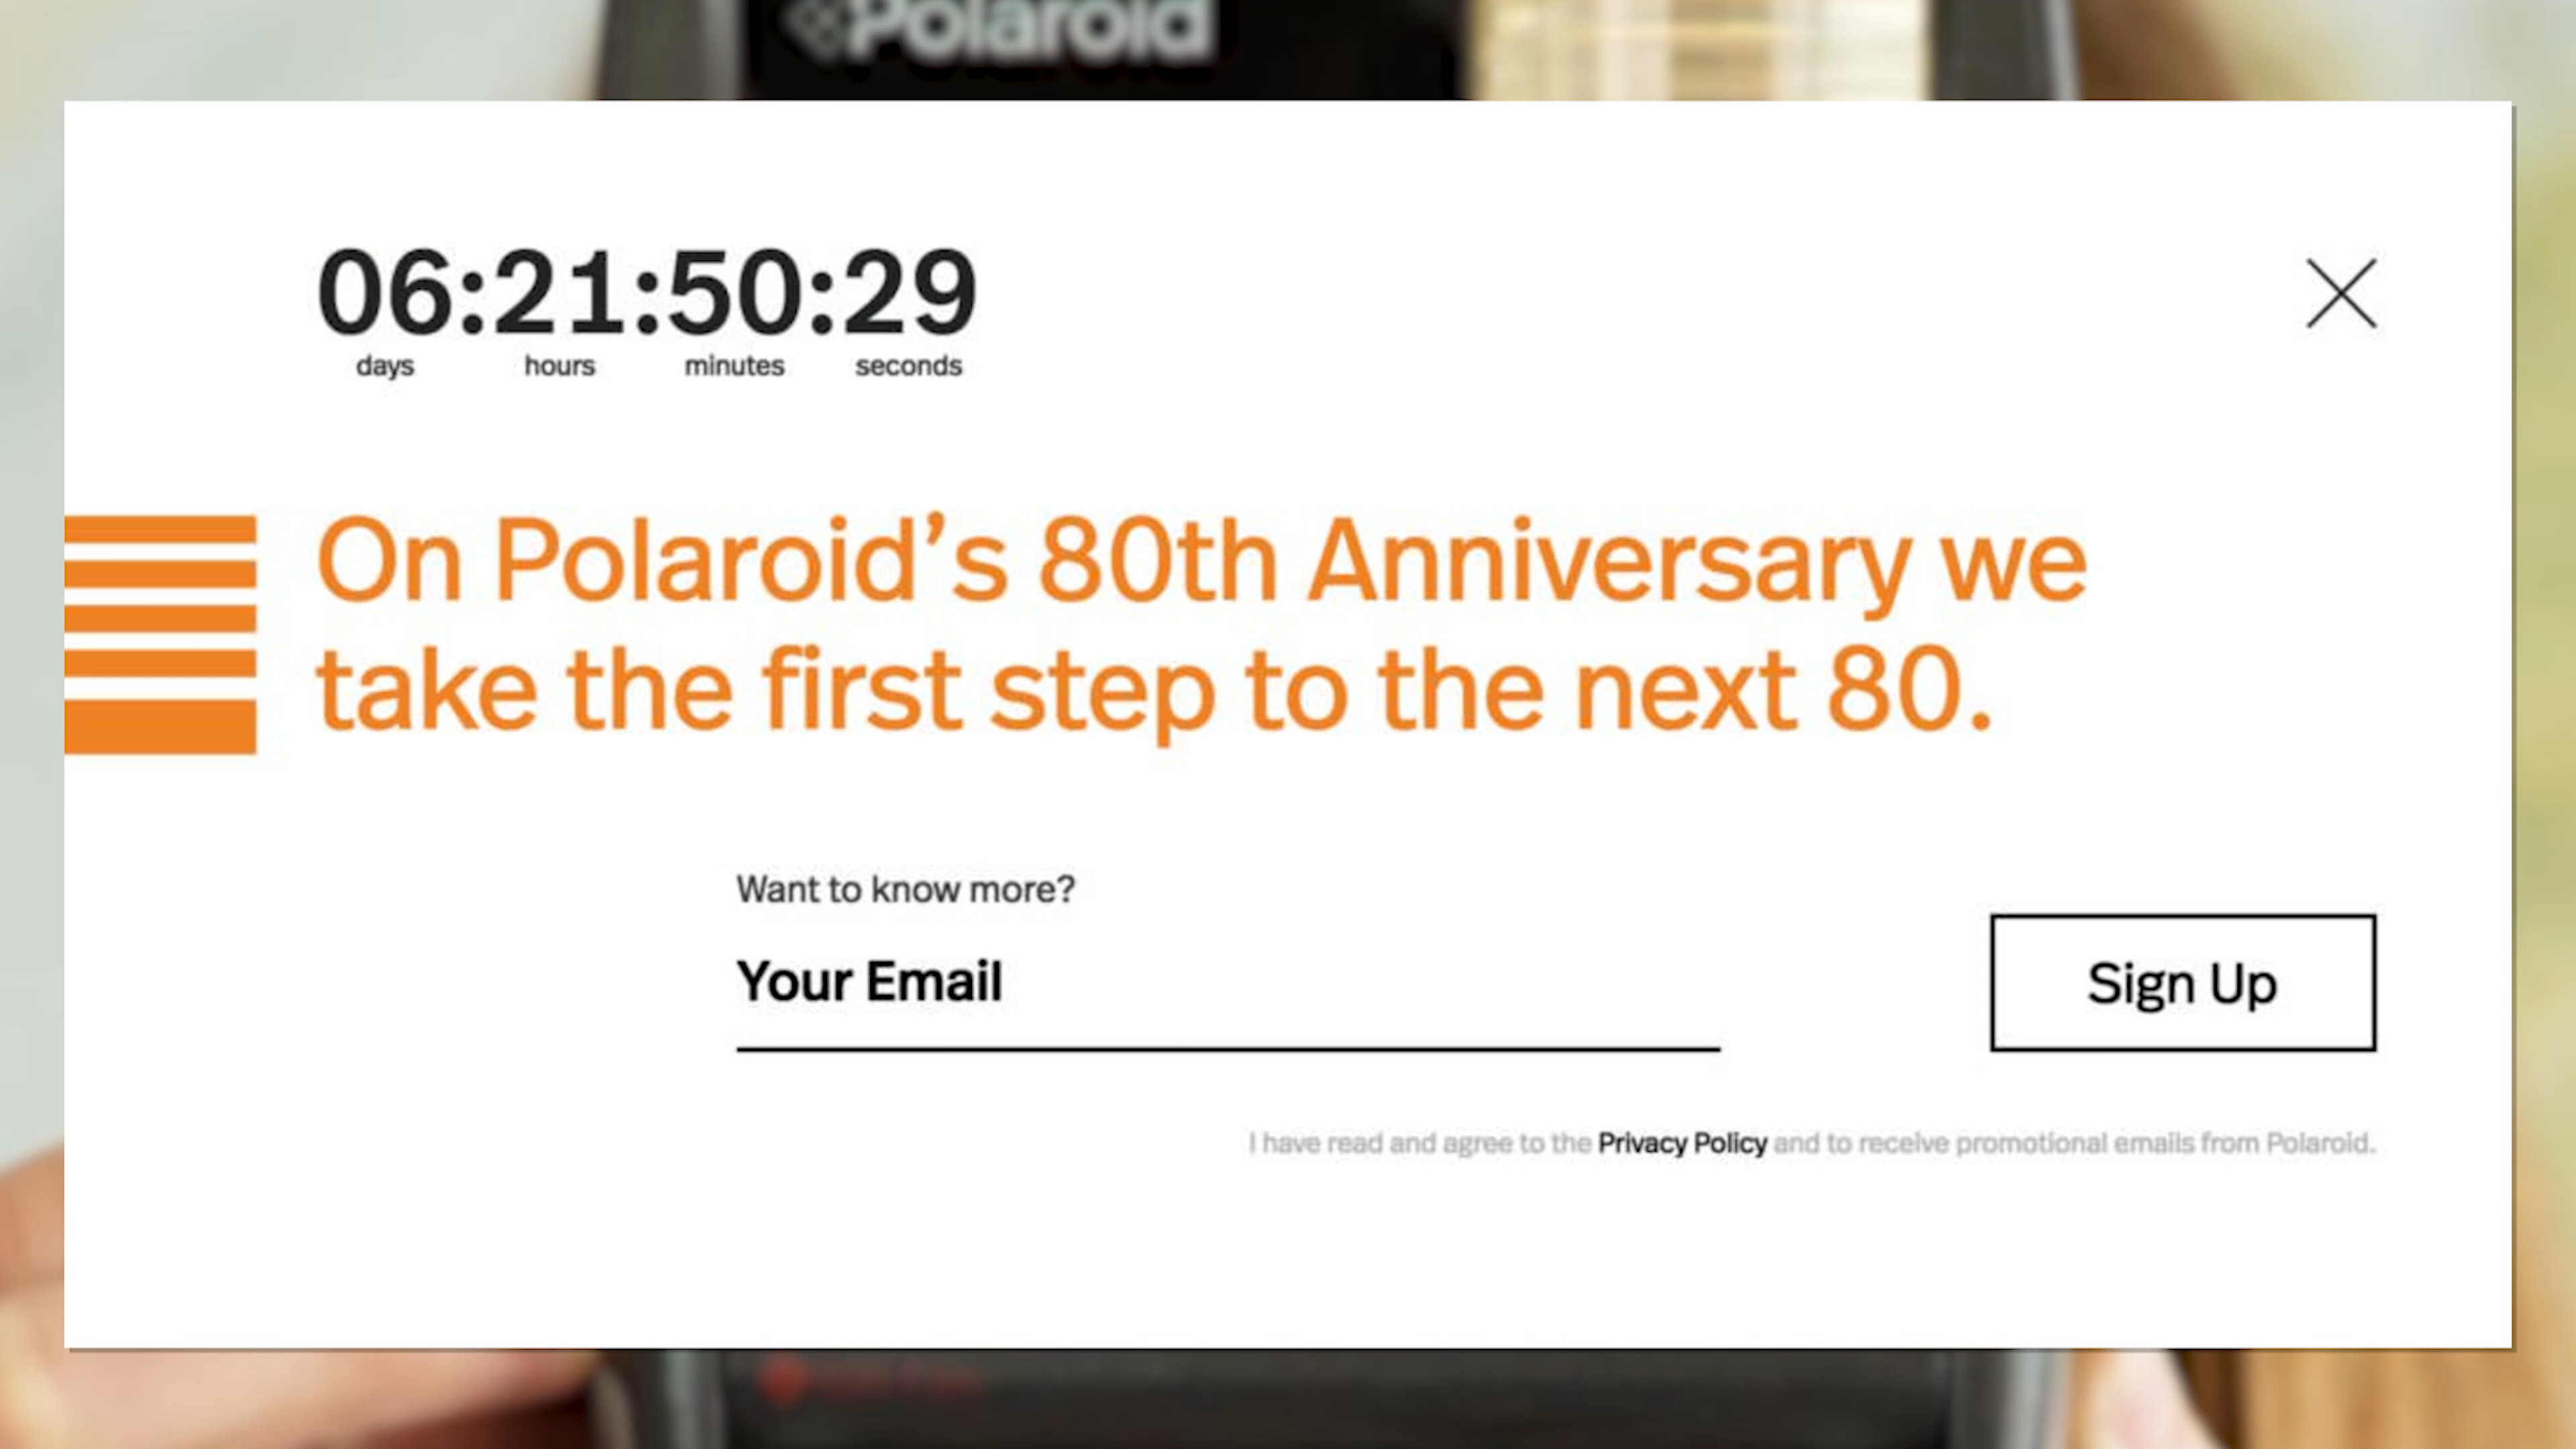 Polaroid
06:21:50:29
days hours minutes seconds
On Polaroid’s 80th Anniversary we
take the first step to the next 80.
Want to know more?
Your Email
Sign Up
I have read and agree to the Privacy Policy and to receive promotional emails from Polaroid.